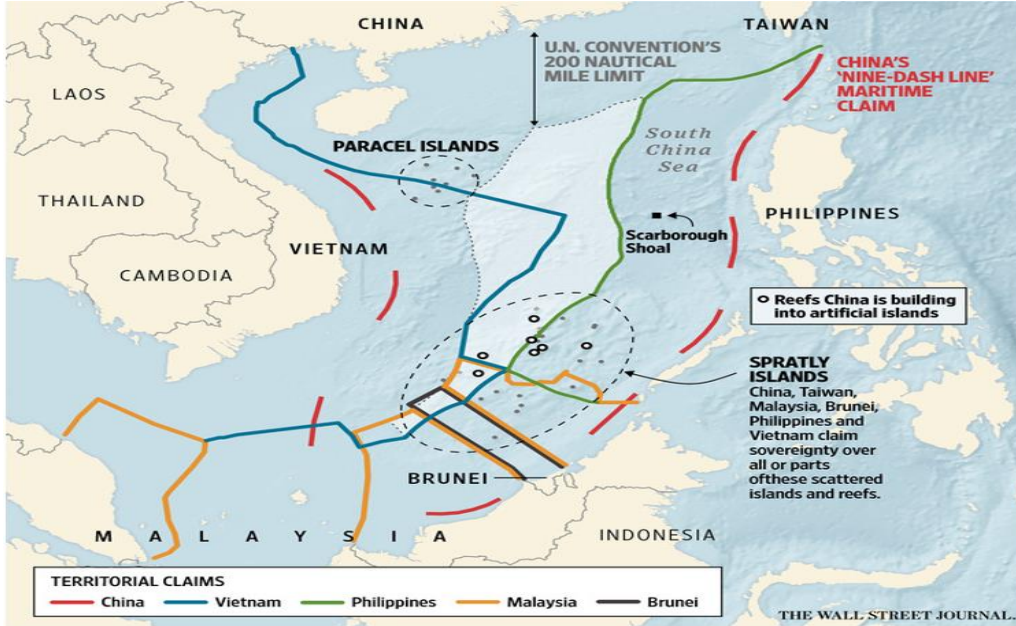 CHINA
TAIWAN
U.N. CONVENTION'S
200 NAUTICAL
MILE LIMIT
CHINA'S
'NINE-DASH LINE'
MARITIME
CLAIM
LAOS
South
China
Sea
PARACEL ISLANDS
THAILAND
PHILIPPINES
Scarborough
Shoal
VIETNAM
CAMBODIA
Reefs China is building
into artificial islands
SPRATLY
ISLANDS
China, Taiwan,
Malaysia, Brunei,
Philippines and
Vietnam claim
sovereignty over
all or parts
ofthese scattered
islands and reefs.
BRUNEI
MALAYSIA
INDONESIA
TERRITORIAL CLAIMS
China Vietnam Philippines Malaysia Brunei
THE WALL STREET JOURNAL.